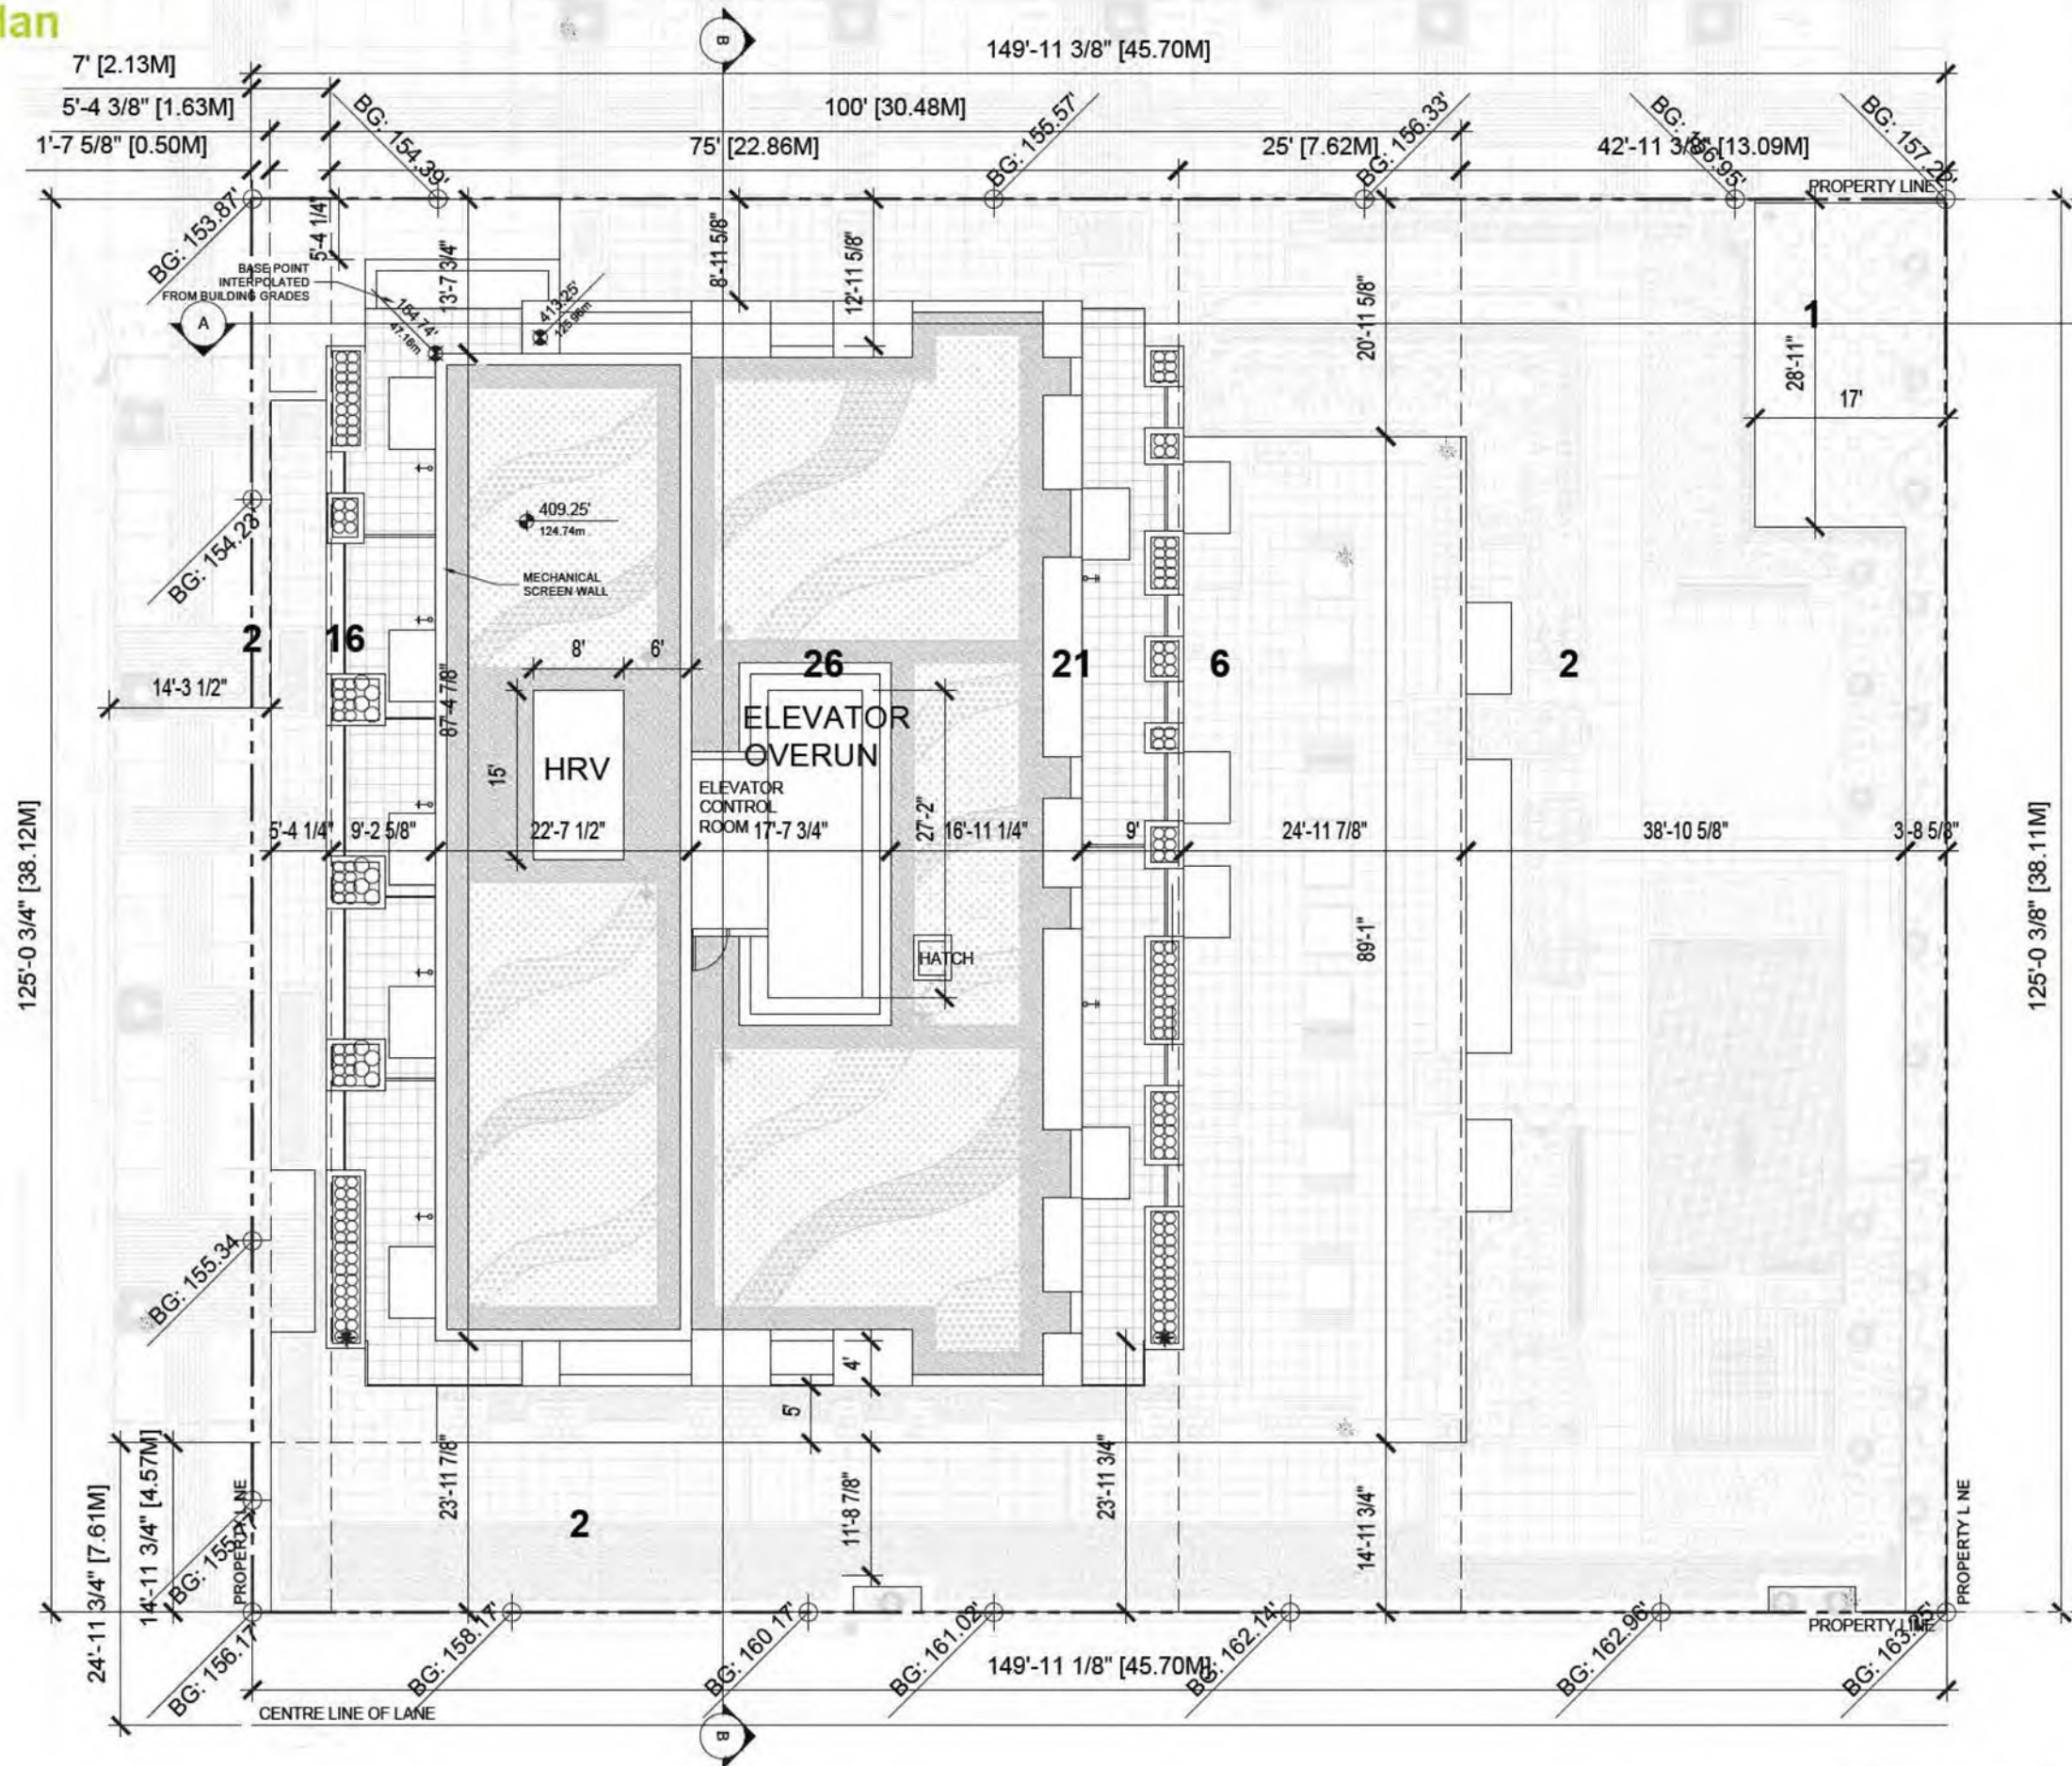 lan
7' [2.13M]
149'-11 3/8" [45.70M]
5'-4 3/8" [1.63M]
100' [30.48M]
1'-7 5/8" [0.50M]
75' [22.86M]
25' [7.62M]
42'-11 3/8" [13.09M]
B
BG: 153.87'
BG: 154.39'
BG: 155.57'
BG: 156.33'
BG: 156.95'
PROPERTY LINE
5'-4 1/4"
13'-7 3/4"
8'-11 5/8"
12'-11 5/8"
20'-11 5/8"
BASE POINT
INTERPOLATED
FROM BUILDING GRADES
A
154.74'
47.16m
413.25'
125.96m
1
28'-11"
17'
BG: 154.23'
409.25'
124.74m
MECHANICAL
SCREEN WALL
2
16
26
21
6
2
14'-3 1/2"
87'-4 7/8"
8'
6'
15'
HRV
ELEVATOR
OVERUN
ELEVATOR
CONTROL
ROOM
27'-2"
125'-0 3/4" [38.12M]
5'-4 1/4"
9'-2 5/8"
22'-7 1/2"
17'-7 3/4"
16'-11 1/4"
9'
24'-11 7/8"
38'-10 5/8"
3-8 5/8"
125'-0 3/8" [38.11M]
HATCH
89'-1"
BG: 155.34
4'
5'
24'-11 3/4" [7.61M]
14'-11 3/4" [4.57M]
PROPERTY L NE
23'-11 7/8"
2
11'-8 7/8"
23'-11 3/4"
14'-11 3/4"
PROPERTY L NE
PROPERTY LINE
BG: 156.17'
BG: 158.17'
BG: 160.17'
BG: 161.02'
BG: 162.14'
BG: 162.96'
149'-11 1/8" [45.70M]
CENTRE LINE OF LANE
B